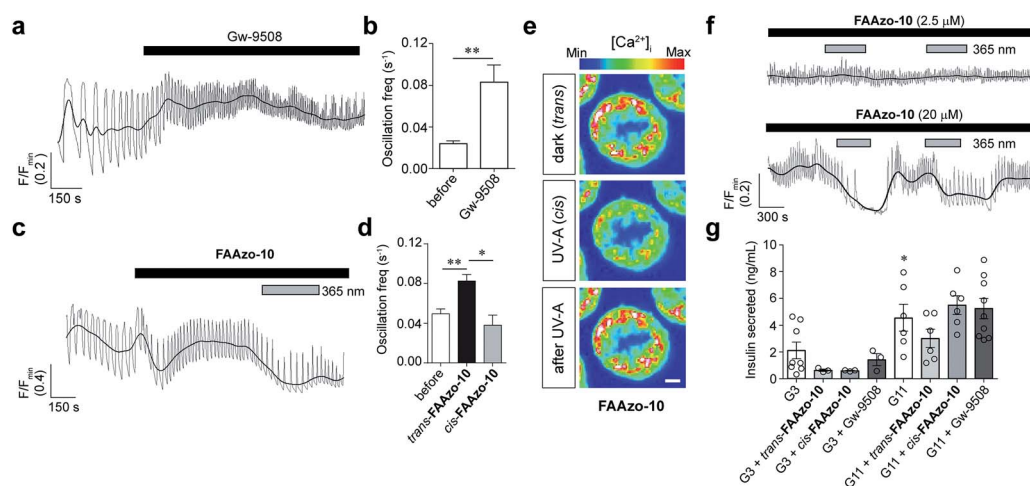 a
Gw-9508
F/Fmin
(0.2)
150 s
b
Oscillation freq (s-1)
0.12
0.08
0.04
0.00
**
before
Gw-9508
c
FAAzo-10
365 nm
F/Fmin
(0.4)
150 s
d
Oscillation freq (s-1)
0.12
0.08
0.04
0.00
**
*
before
trans-FAAzo-10
cis-FAAzo-10
e
[Ca2+]i
Min
Max
dark (trans)
UV-A (cis)
after UV-A
FAAzo-10
f
FAAzo-10 (2.5 µM)
365 nm
FAAzo-10 (20 µM)
365 nm
F/Fmin
(0.2)
300 s
g
Insulin secreted (ng/mL)
10
8
6
4
2
0
*
G3
G3 + trans-FAAzo-10
G3 + cis-FAAzo-10
G3 + Gw-9508
G11
G11 + trans-FAAzo-10
G11 + cis-FAAzo-10
G11 + Gw-9508